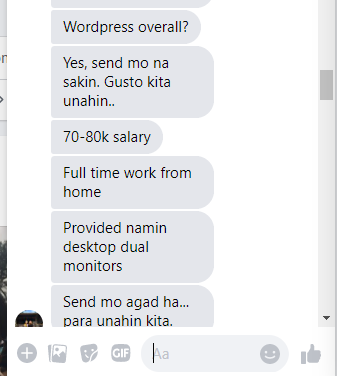 Wordpress overall?
Yes, send mo na
sakin. Gusto kita
unahin..
70-80k salary
Full time work from
home
Provided namin
desktop dual
monitors
Send mo agad ha...
para unahin kita.
GIF
Aa